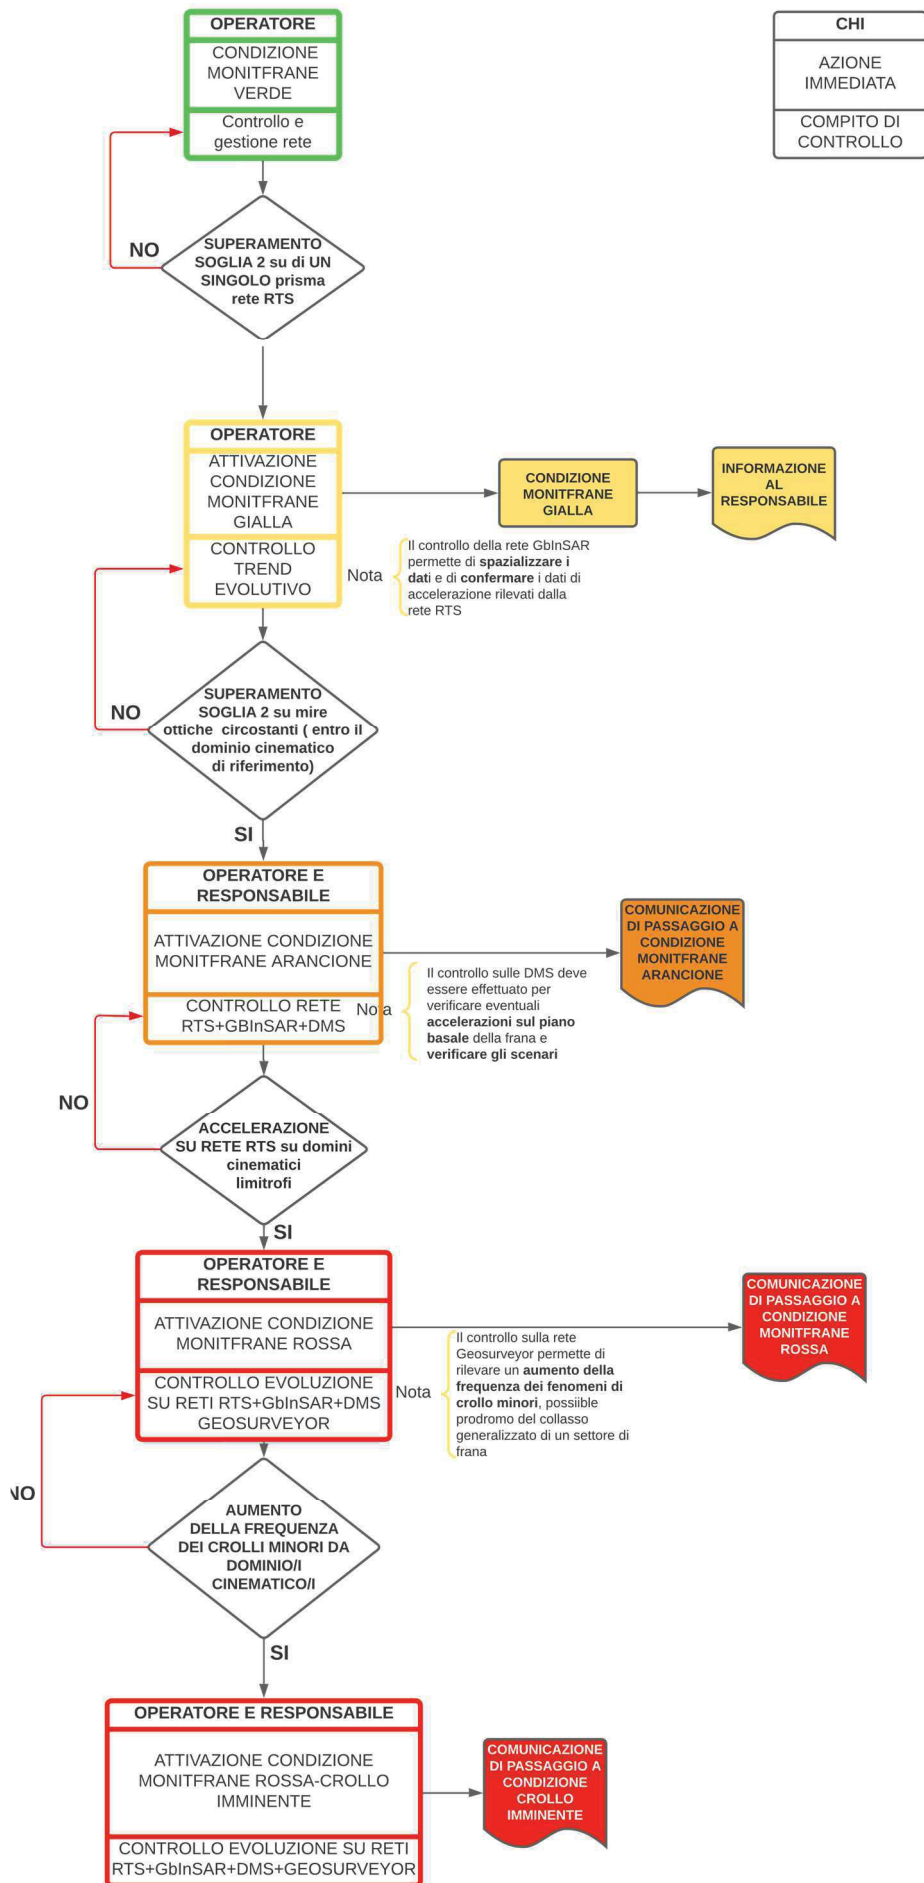 OPERATORE
CONDIZIONE
MONITFRANE
VERDE
Controllo e
gestione rete
CHI
AZIONE
IMMEDIATA
COMPITO DI
CONTROLLO
NO
SUPERAMENTO
SOGLIA 2 su di UN
SINGOLO prisma
rete RTS
OPERATORE
ATTIVAZIONE
CONDIZIONE
MONITFRANE
GIALLA
CONTROLLO
TREND
EVOLUTIVO
CONDIZIONE
MONITFRANE
GIALLA
INFORMAZIONE
AL
RESPONSABILE
Nota
Il controllo della rete GbInSAR
permette di spazializzare i
dati e di confermare i dati di
accelerazione rilevati dalla
rete RTS
NO
SUPERAMENTO
SOGLIA 2 su mire
ottiche circostanti ( entro il
dominio cinematico
di riferimento)
SI
OPERATORE E
RESPONSABILE
ATTIVAZIONE CONDIZIONE
MONITFRANE ARANCIONE
CONTROLLO RETE
RTS+GBInSAR+DMS
COMUNICAZIONE
DI PASSAGGIO A
CONDIZIONE
MONITFRANE
ARANCIONE
Nota
Il controllo sulle DMS deve
essere effettuato per
verificare eventuali
accelerazioni sul piano
basale della frana e
verificare gli scenari
NO
ACCELERAZIONE
SU RETE RTS su domini
cinematici
limitrofi
SI
OPERATORE E
RESPONSABILE
ATTIVAZIONE CONDIZIONE
MONITFRANE ROSSA
CONTROLLO EVOLUZIONE
SU RETI RTS+GbInSAR+DMS
GEOSURVEYOR
COMUNICAZIONE
DI PASSAGGIO A
CONDIZIONE
MONITFRANE
ROSSA
Nota
Il controllo sulla rete
Geosurveyor permette di
rilevare un aumento della
frequenza dei fenomeni di
crollo minori, possiible
prodromo del collasso
generalizzato di un settore di
frana
NO
AUMENTO
DELLA FREQUENZA
DEI CROLLI MINORI DA
DOMINIO/I
CINEMATICO/I
SI
OPERATORE E RESPONSABILE
ATTIVAZIONE CONDIZIONE
MONITFRANE ROSSA-CROLLO
IMMINENTE
CONTROLLO EVOLUZIONE SU RETI
RTS+GbInSAR+DMS+GEOSURVEYOR
COMUNICAZIONE
DI PASSAGGIO A
CONDIZIONE
CROLLO
IMMINENTE